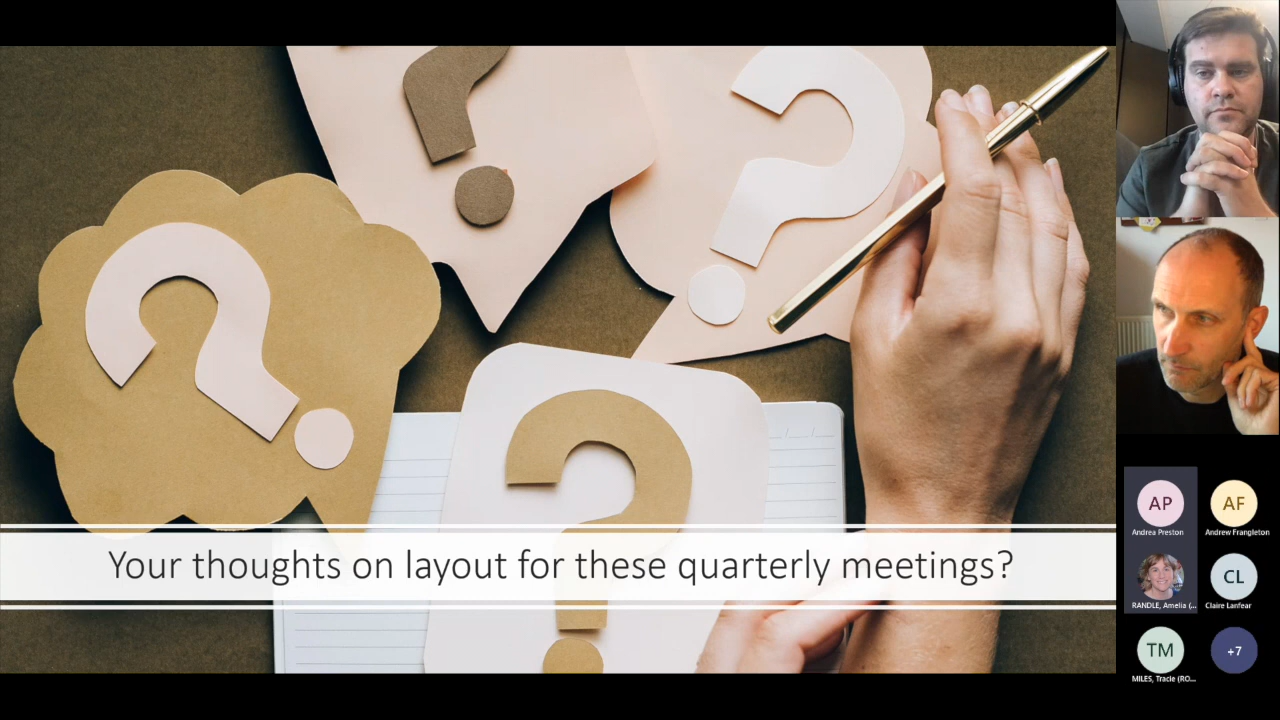 Your thoughts on layout for these quarterly meetings?
AP
Andrea Preston
AF
Andrew Frangleton
RANDLE, Amelia (...
CL
Claire Lanfear
TM
MILES, Tracie (RO...
+7